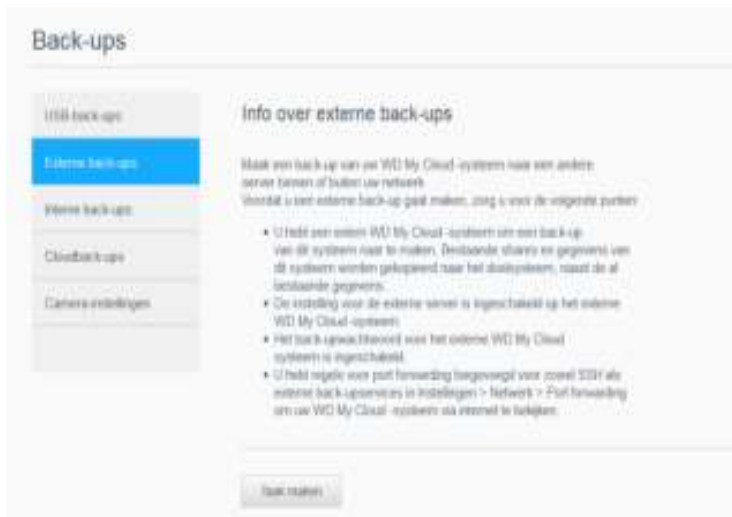 Back-ups
USB-back-ups
Externe back-ups
Interne back-ups
Cloudback-ups
Camera-instellingen
Info over externe back-ups
Maak een back-up van uw WD My Cloud -systeem naar een andere
server binnen of buiten uw netwerk.
Voordat u een externe back-up gaat maken, zorg u voor de volgende punten
• U hebt een extern WD My Cloud -systeem om een back-up
van dit systeem naar te maken. Bestaande shares en gegevens van
dit systeem worden gekopieerd naar het doelsysteem, naast de al
bestaande gegevens.
• De instelling voor de externe server is ingeschakeld op het externe
WD My Cloud -systeem.
• Het back-upwachtwoord voor het externe WD My Cloud
systeem is ingeschakeld.
• U hebt regels voor port forwarding toegevoegd voor zowel SSH als
externe back-upservices in Instellingen > Netwerk > Port forwarding
om uw WD My Cloud -systeem via internet te bekijken.
Taak maken